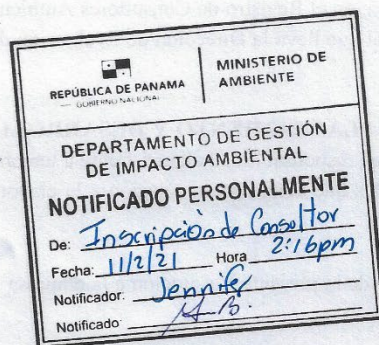 REPÚBLICA DE PANAMA
— GOBIERNO NACIONAL —
MINISTERIO DE
AMBIENTE
DEPARTAMENTO DE GESTIÓN
DE IMPACTO AMBIENTAL
NOTIFICADO PERSONALMENTE
De: Inscripción de Consultor
Fecha: 11/2/21 Hora 2:16pm
Notificador: Jennifer
Notificado: A.B.